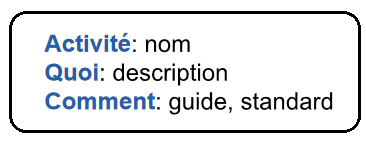 Activité: nom
Quoi: description
Comment: guide, standard